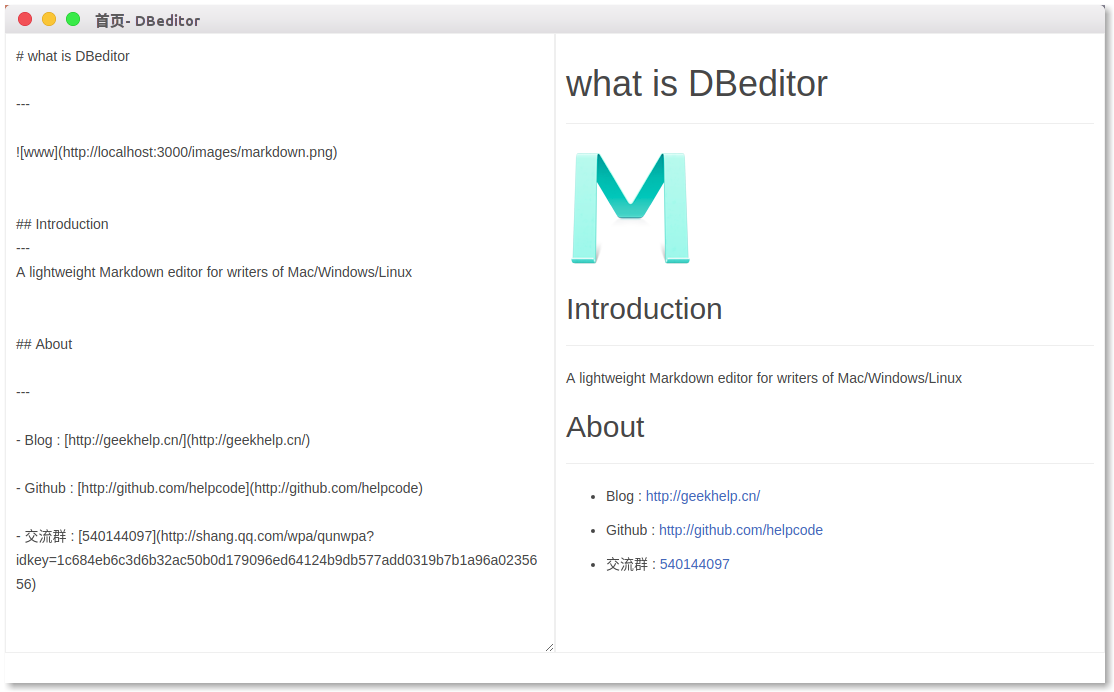 首页- DBeditor
# what is DBeditor
---
![www](http://localhost:3000/images/markdown.png)
## Introduction
---
A lightweight Markdown editor for writers of Mac/Windows/Linux
## About
---
- Blog : [http://geekhelp.cn/](http://geekhelp.cn/)
- Github : [http://github.com/helpcode](http://github.com/helpcode)
- 交流群 : [540144097](http://shang.qq.com/wpa/qunwpa?
idkey=1c684eb6c3d6b32ac50b0d179096ed64124b9db577add0319b7b1a96a02356
56)
what is DBeditor
M
Introduction
A lightweight Markdown editor for writers of Mac/Windows/Linux
About
• Blog : http://geekhelp.cn/
• Github : http://github.com/helpcode
• 交流群 : 540144097